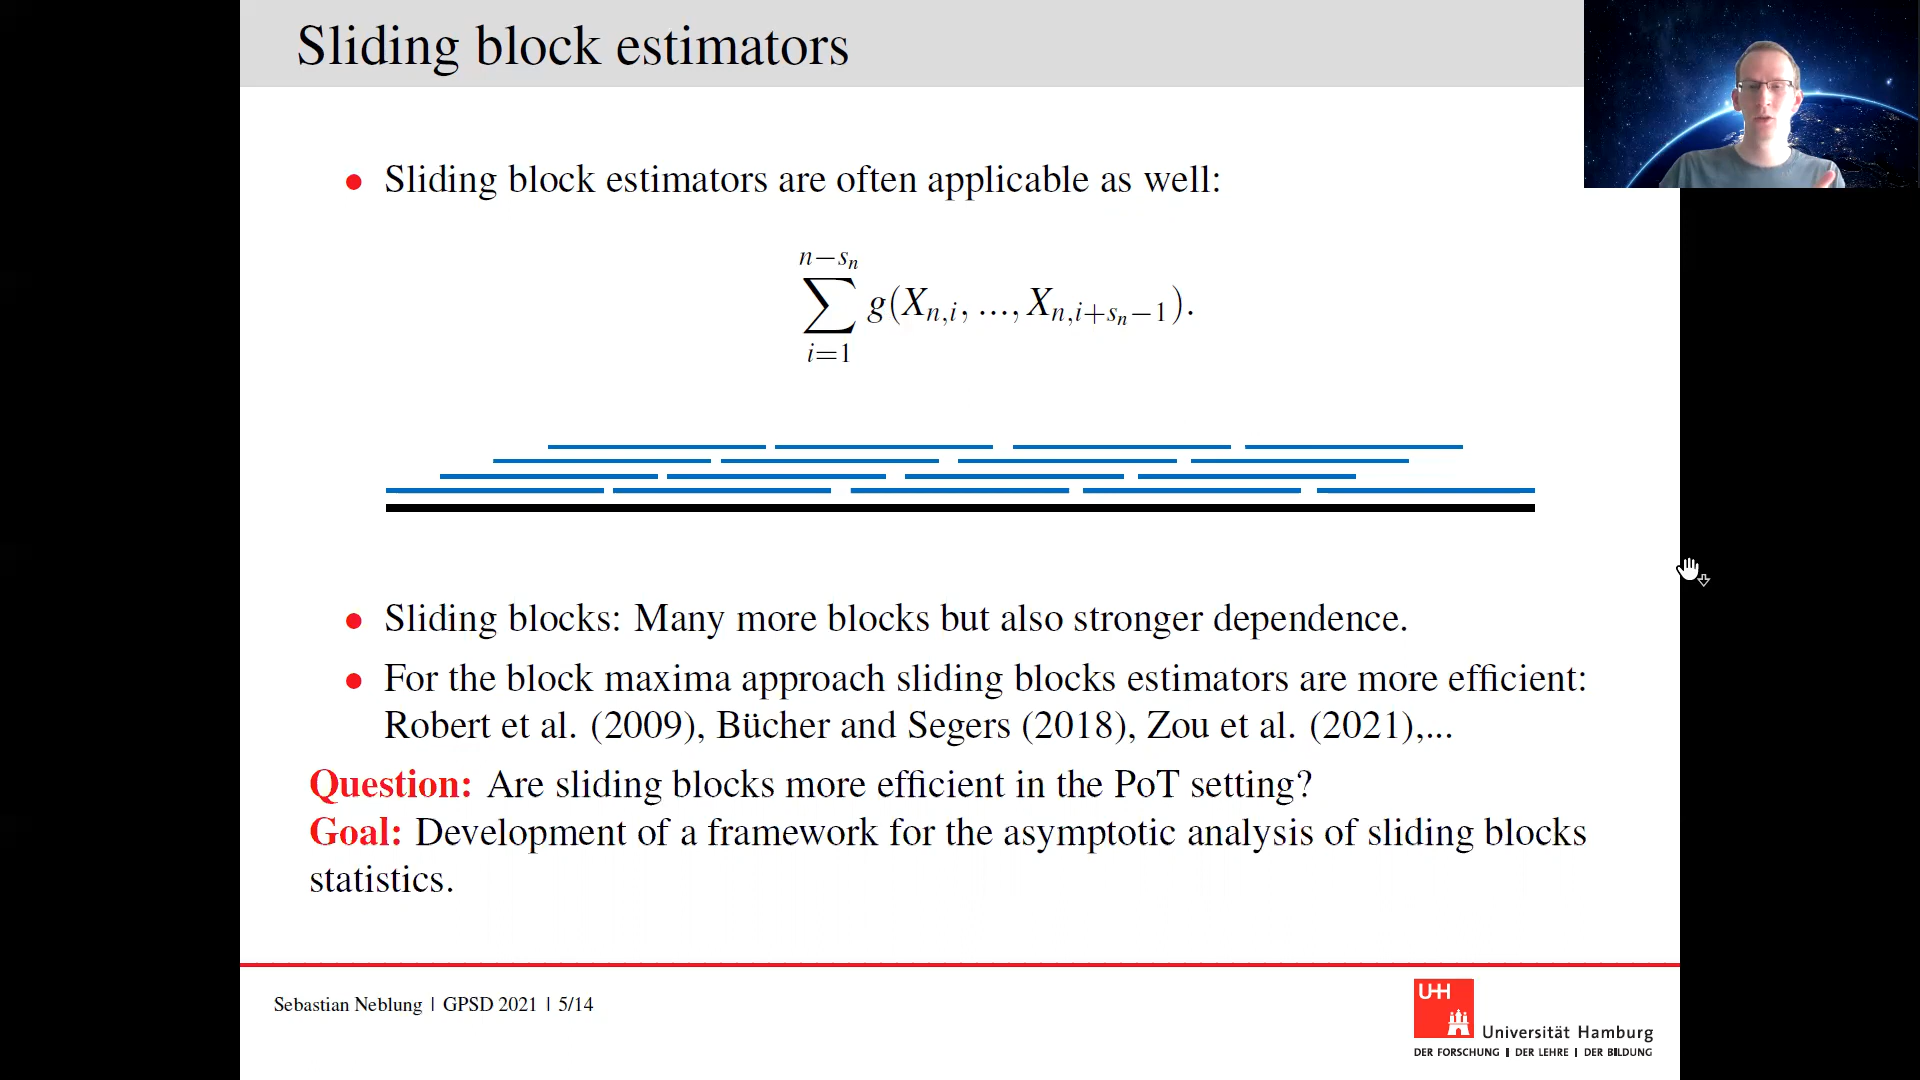 Sliding block estimators
• Sliding block estimators are often applicable as well:
n−sₙ
∑ g(Xₙ,ᵢ, ..., Xₙ,ᵢ₊ₛₙ₋₁).
i=1
• Sliding blocks: Many more blocks but also stronger dependence.
• For the block maxima approach sliding blocks estimators are more efficient:
Robert et al. (2009), Bücher and Segers (2018), Zou et al. (2021),...
Question: Are sliding blocks more efficient in the PoT setting?
Goal: Development of a framework for the asymptotic analysis of sliding blocks
statistics.
Sebastian Neblung | GPSD 2021 | 5/14
UHH
Universität Hamburg
DER FORSCHUNG | DER LEHRE | DER BILDUNG